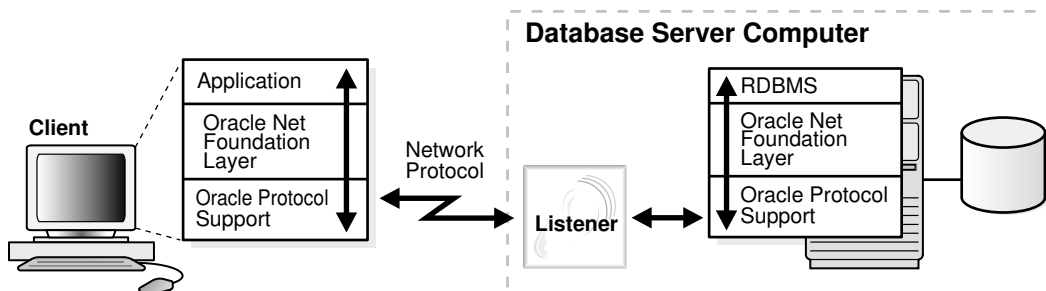 Database Server Computer
Client
Application
Oracle Net
Foundation
Layer
Oracle Protocol
Support
Network
Protocol
Listener
RDBMS
Oracle Net
Foundation
Layer
Oracle Protocol
Support